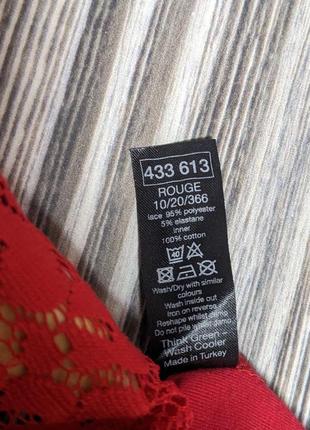 433 613
ROUGE
10/20/366
lace 95% polyester
5% elastane
inner
100% cotton
40
Wash/Dry with similar
colours
Wash inside out
Iron on reverse
Reshape whilst damp
Do not pile whilst damp
Think Green -
Wash Cooler
Made in Turkey